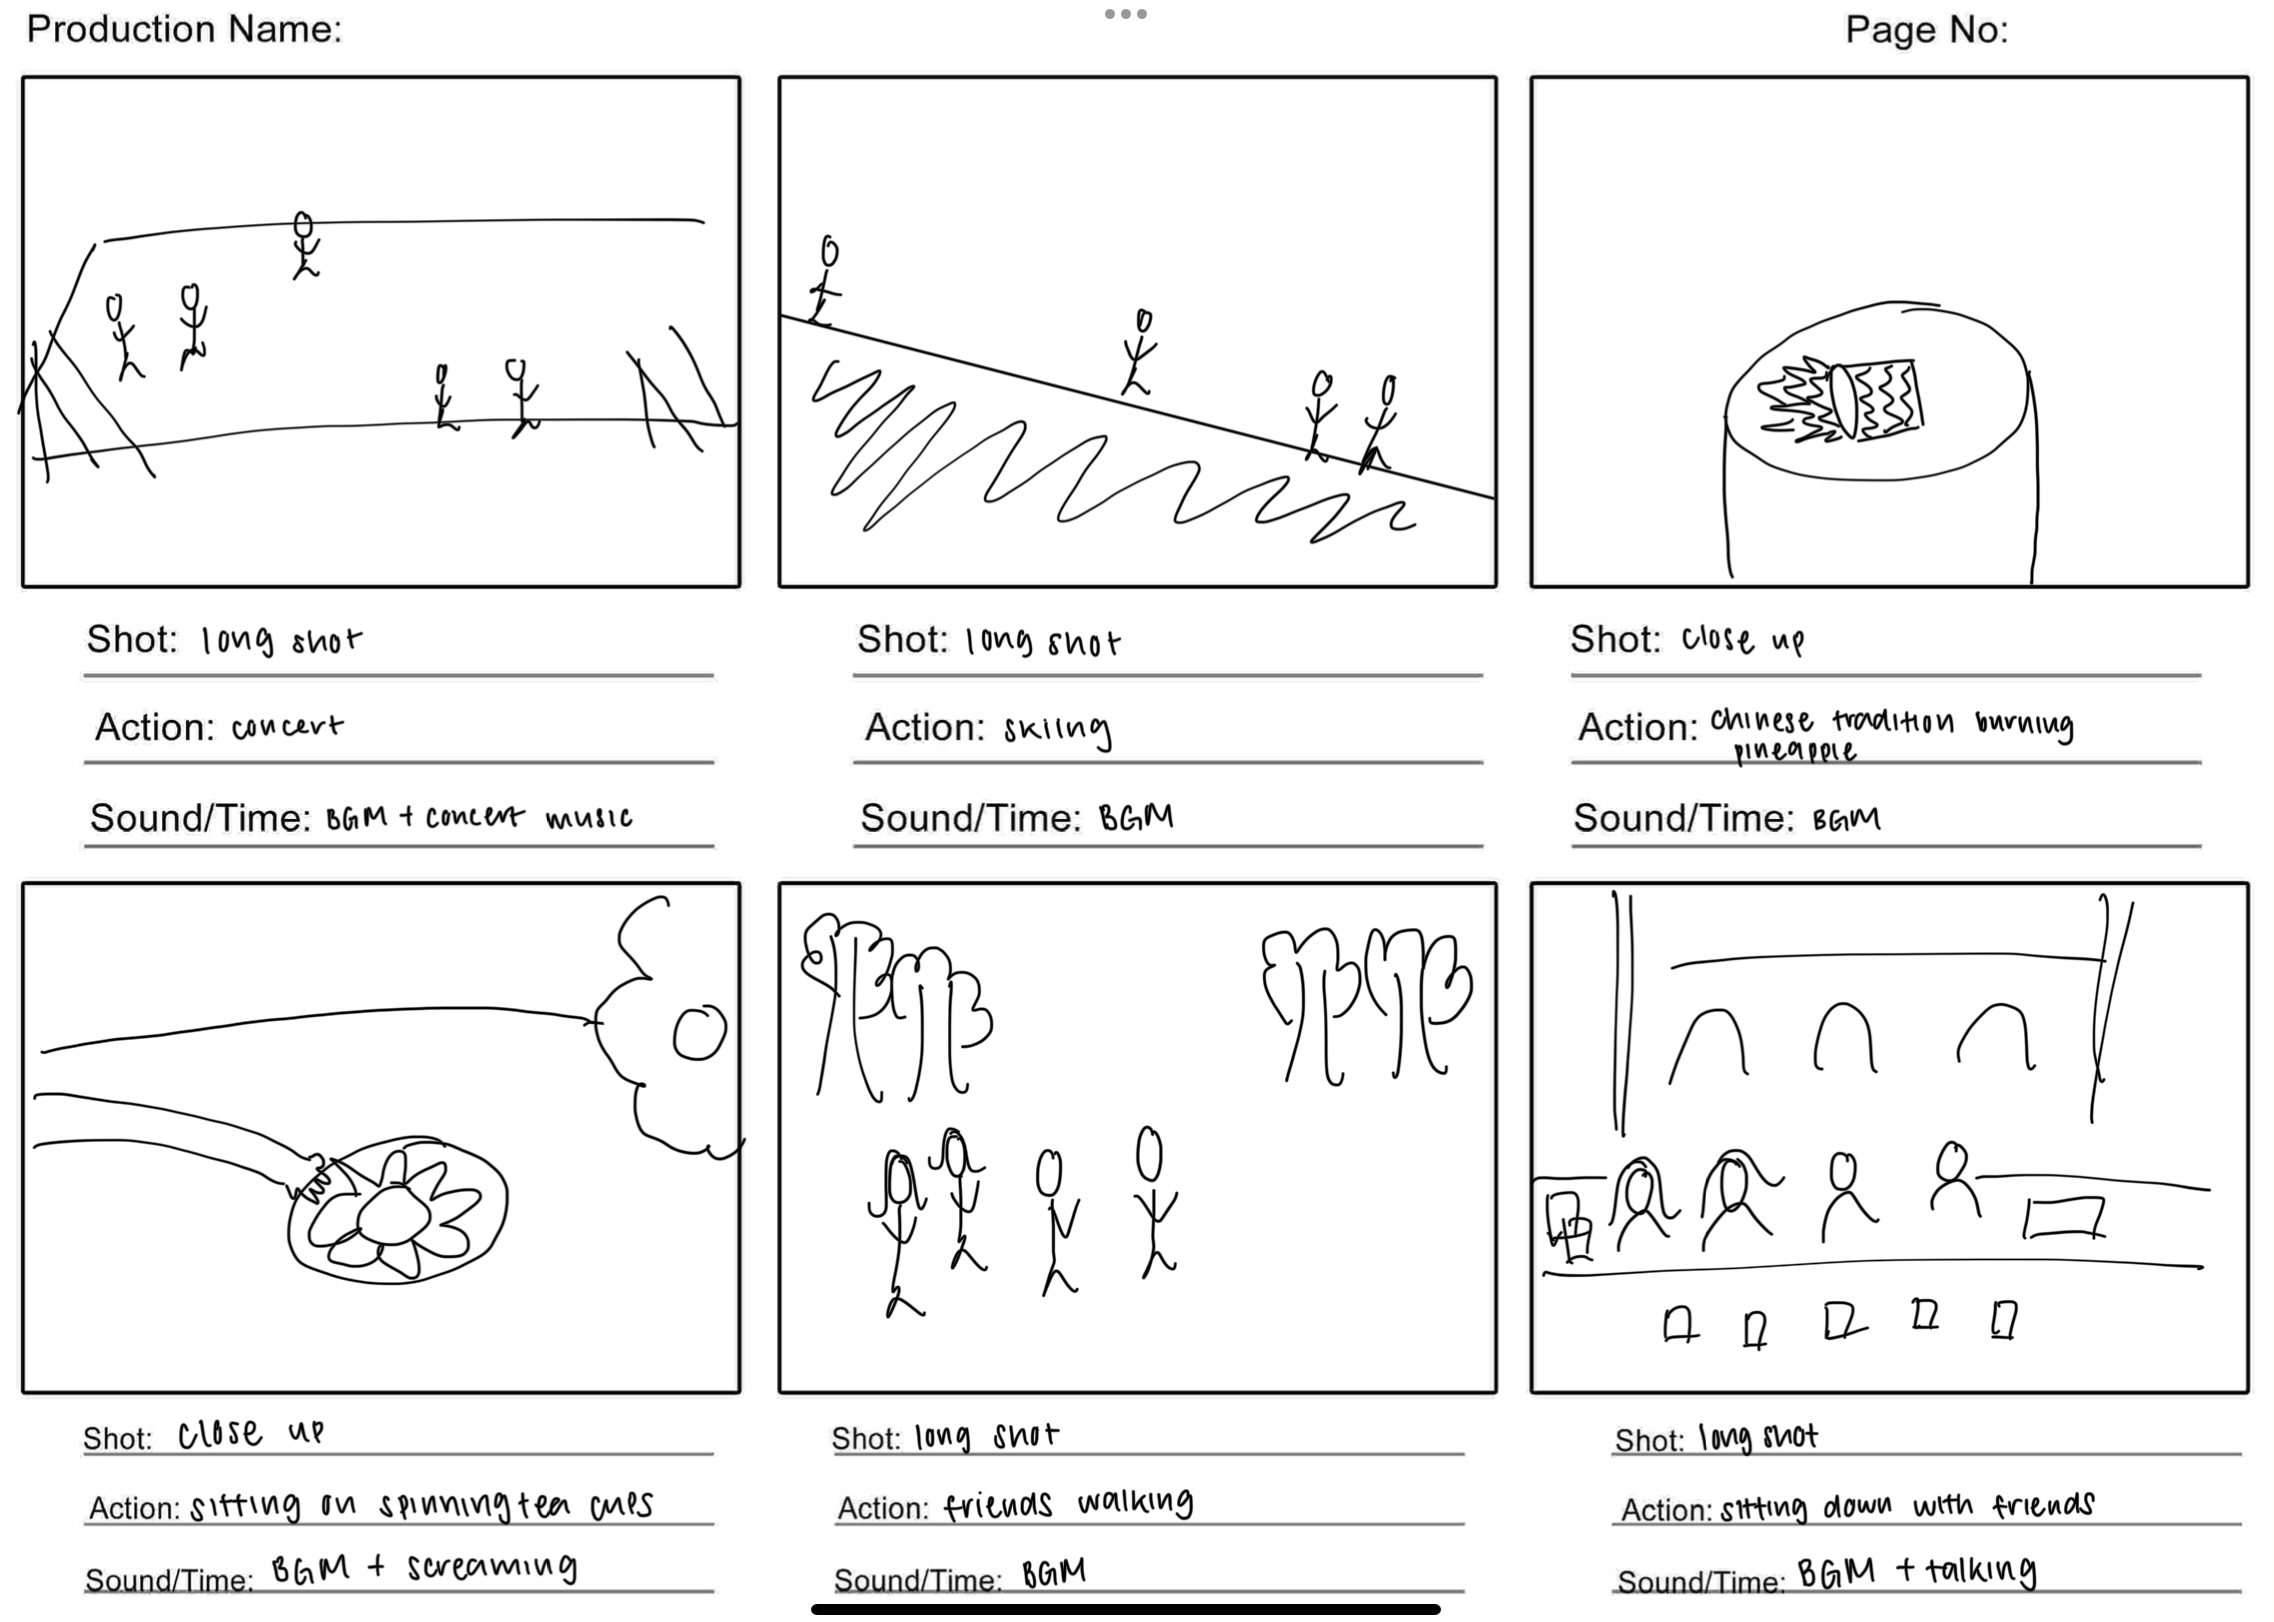 Production Name:
Page No:
Shot: long shot
Action: concert
Sound/Time: BGM + concert music
Shot: long shot
Action: skiing
Sound/Time: BGM
Shot: close up
Action: chinese tradition burning
pineapple
Sound/Time: BGM
Shot: close up
Action: sitting on spinning tea cups
Sound/Time: BGM + screaming
Shot: long shot
Action: friends walking
Sound/Time: BGM
Shot: long shot
Action: sitting down with friends
Sound/Time: BGM + talking